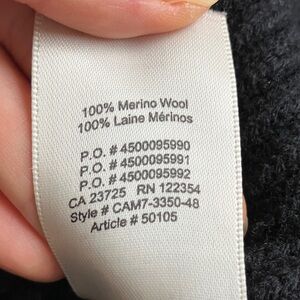 100% Merino Wool
100% Laine Mérinos
P.O. # 4500095990
P.O. # 4500095991
P.O. # 4500095992
CA 23725 RN 122354
Style # CAM7-3350-48
Article # 50105